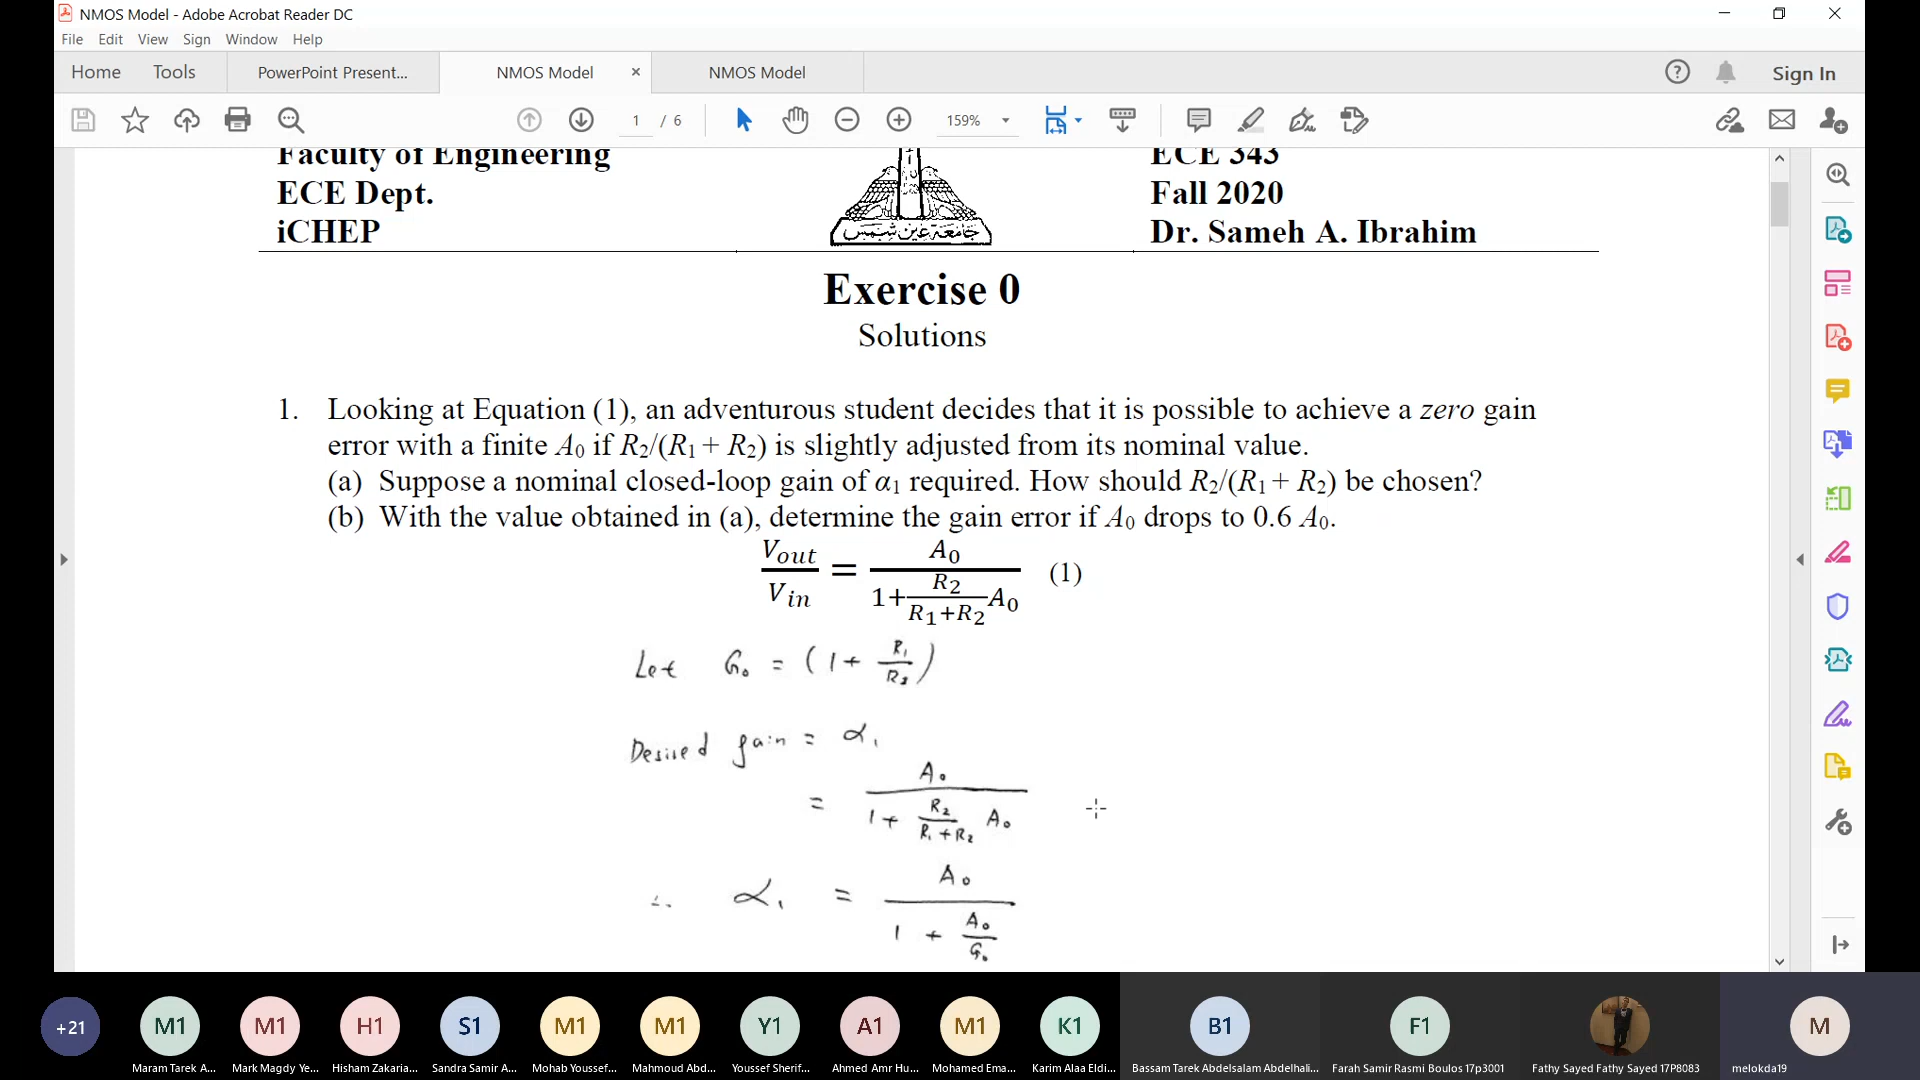 NMOS Model - Adobe Acrobat Reader DC
File Edit View Sign Window Help
Home Tools PowerPoint Present... NMOS Model × NMOS Model Sign In
1 / 6 159%
Faculty of Engineering
ECE Dept.
iCHEP
جامعة عين شمس
ECE 343
Fall 2020
Dr. Sameh A. Ibrahim
Exercise 0
Solutions
1. Looking at Equation (1), an adventurous student decides that it is possible to achieve a zero gain
error with a finite A₀ if R₂/(R₁ + R₂) is slightly adjusted from its nominal value.
(a) Suppose a nominal closed-loop gain of α₁ required. How should R₂/(R₁ + R₂) be chosen?
(b) With the value obtained in (a), determine the gain error if A₀ drops to 0.6 A₀.
Vout/Vin = A₀/(1+ R₂/(R₁+R₂) A₀) (1)
Let G₀ = (1 + R₁/R₂)
Desired gain = α₁
= A₀/(1 + R₂/(R₁+R₂) A₀)
∴ α₁ = A₀/(1 + A₀/G₀)
+21 M1 M1 H1 S1 M1 M1 Y1 A1 M1 K1 B1 F1 M
Maram Tarek A... Mark Magdy Ye... Hisham Zakaria... Sandra Samir A... Mohab Youssef... Mahmoud Abd... Youssef Sherif... Ahmed Amr Hu... Mohamed Ema... Karim Alaa Eldi... Bassam Tarek Abdelsalam Abdelhali... Farah Samir Rasmi Boulos 17p3001 Fathy Sayed Fathy Sayed 17P8083 melokda19